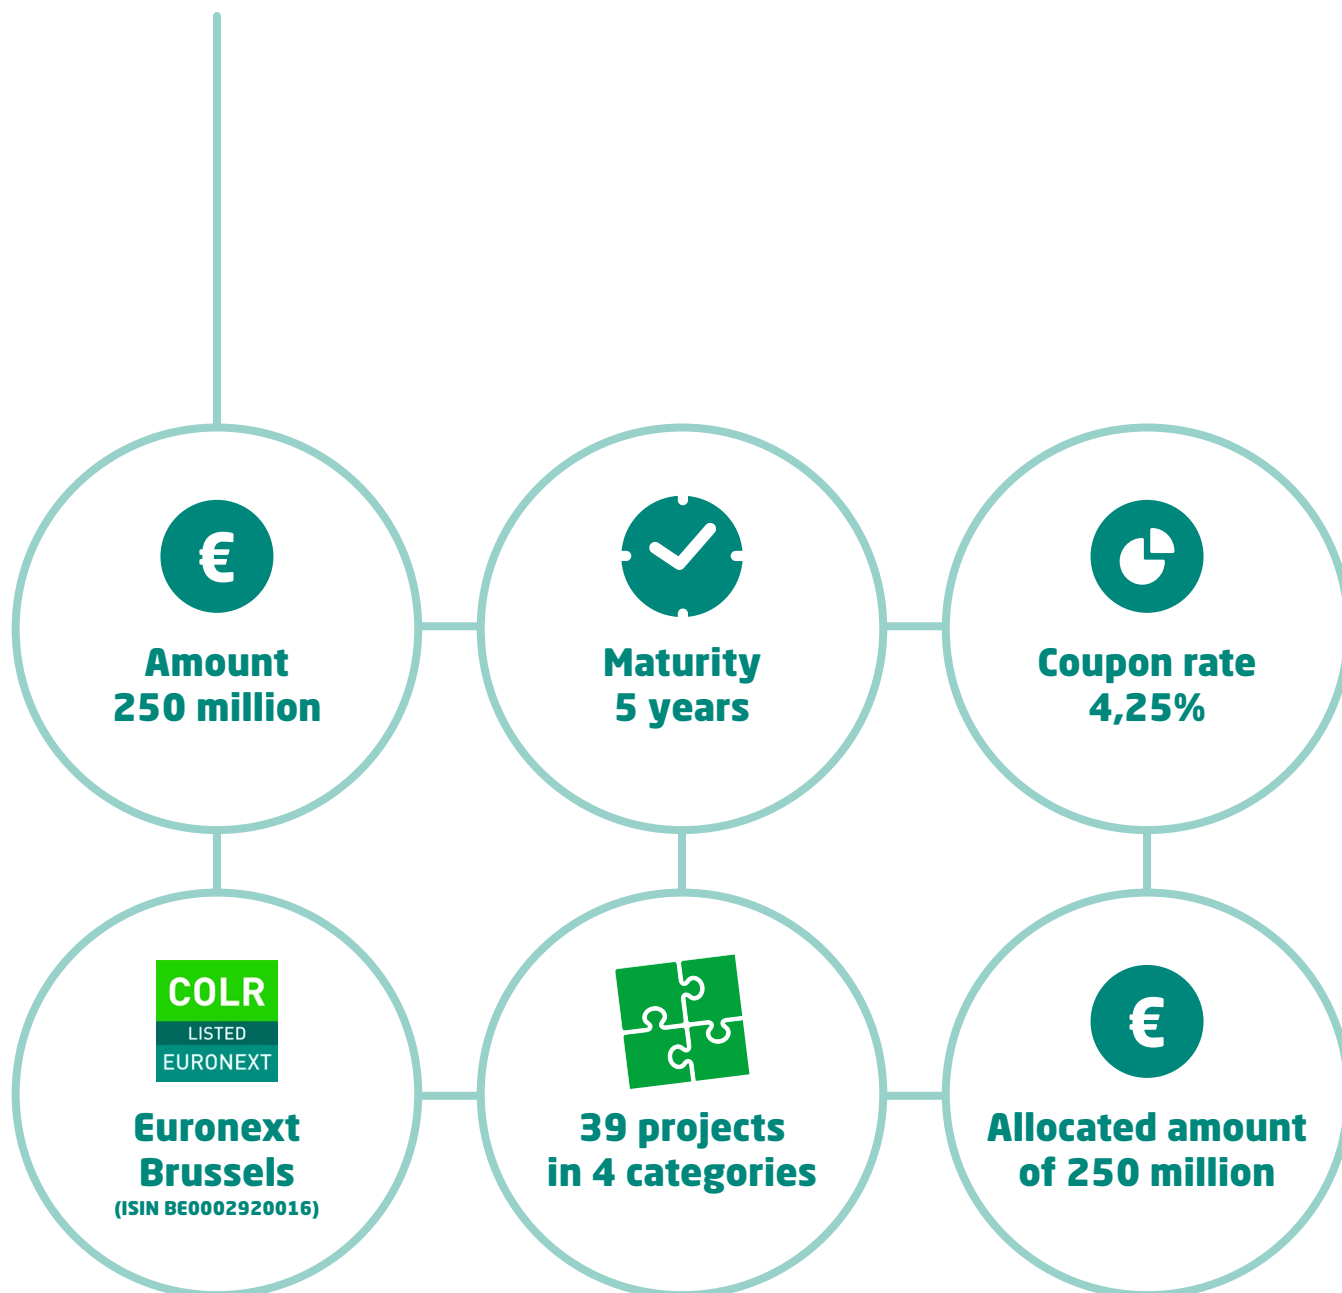 €
Amount
250 million
Maturity
5 years
Coupon rate
4,25%
COLR
LISTED
EURONEXT
Euronext
Brussels
(ISIN BE0002920016)
39 projects
in 4 categories
€
Allocated amount
of 250 million